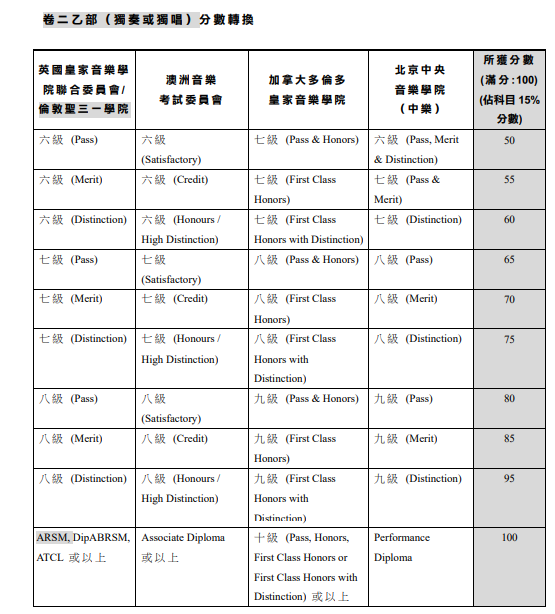 卷二乙部（獨奏或獨唱）分數轉換
英國皇家音樂學
院聯合委員會/
倫敦聖三一學院
澳洲音樂
考試委員會
加拿大多倫多
皇家音樂學院
北京中央
音樂學院
（中樂）
所獲分數
(滿分:100)
(佔科目 15%
分數)
六級 (Pass)
六級
(Satisfactory)
七級 (Pass & Honors)
六級 (Pass, Merit
& Distinction)
50
六級 (Merit)
六級 (Credit)
七級 (First Class
Honors)
七級 (Pass &
Merit)
55
六級 (Distinction)
六級 (Honours /
High Distinction)
七級 (First Class
Honors with Distinction)
七級 (Distinction)
60
七級 (Pass)
七級
(Satisfactory)
八級 (Pass & Honors)
八級 (Pass)
65
七級 (Merit)
七級 (Credit)
八級 (First Class
Honors)
八級 (Merit)
70
七級 (Distinction)
七級 (Honours /
High Distinction)
八級 (First Class
Honors with
Distinction)
八級 (Distinction)
75
八級 (Pass)
八級
(Satisfactory)
九級 (Pass & Honors)
九級 (Pass)
80
八級 (Merit)
八級 (Credit)
九級 (First Class
Honors)
九級 (Merit)
85
八級 (Distinction)
八級 (Honours /
High Distinction)
九級 (First Class
Honors with
Distinction)
九級 (Distinction)
95
ARSM, DipABRSM,
ATCL 或以上
Associate Diploma
或以上
十級 (Pass, Honors,
First Class Honors or
First Class Honors with
Distinction) 或以上
Performance
Diploma
100